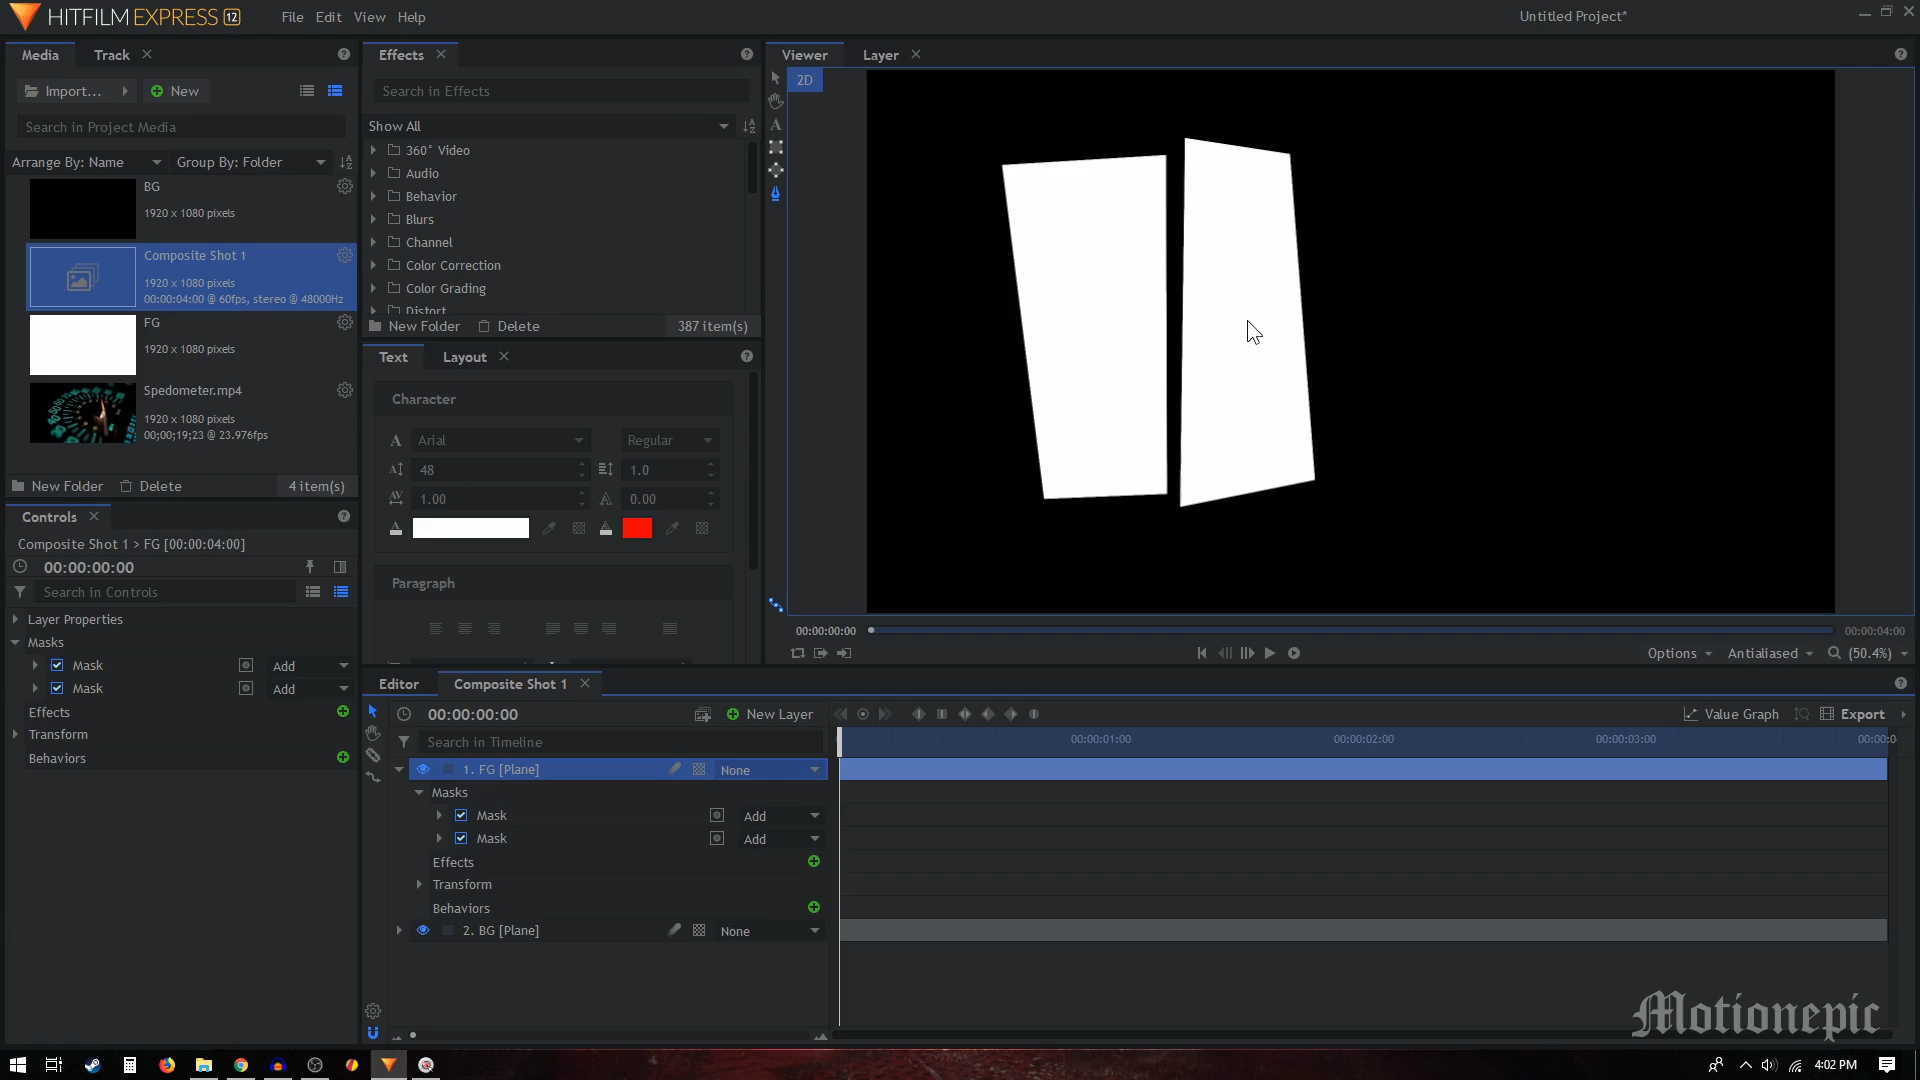 HITFILM EXPRESS 12
File Edit View Help
Untitled Project*
Media Track
Effects
Viewer Layer
Import... New
Search in Effects
2D
Search in Project Media
Show All
Arrange By: Name Group By: Folder
360° Video
Audio
Behavior
Blurs
Channel
Color Correction
Color Grading
Distort
BG
1920 x 1080 pixels
Composite Shot 1
1920 x 1080 pixels
00:00:04:00 @ 60fps, stereo @ 48000Hz
FG
1920 x 1080 pixels
New Folder Delete 387 item(s)
Text Layout
Spedometer.mp4
1920 x 1080 pixels
00;00;19;23 @ 23.976fps
Character
Arial Regular
48 1.0
1.00 0.00
New Folder Delete 4 item(s)
Controls
Composite Shot 1 > FG [00:00:04:00]
00:00:00:00
Search in Controls
Layer Properties
Masks
Mask Add
Mask Add
Effects
Transform
Behaviors
Paragraph
00:00:00:00 00:00:04:00
Options Antialiased (50.4%)
Editor Composite Shot 1
00:00:00:00 New Layer
Value Graph Export
Search in Timeline
00:00:01:00 00:00:02:00 00:00:03:00 00:00:0
1. FG [Plane] None
Masks
Mask Add
Mask Add
Effects
Transform
Behaviors
2. BG [Plane] None
Motionepic
4:02 PM